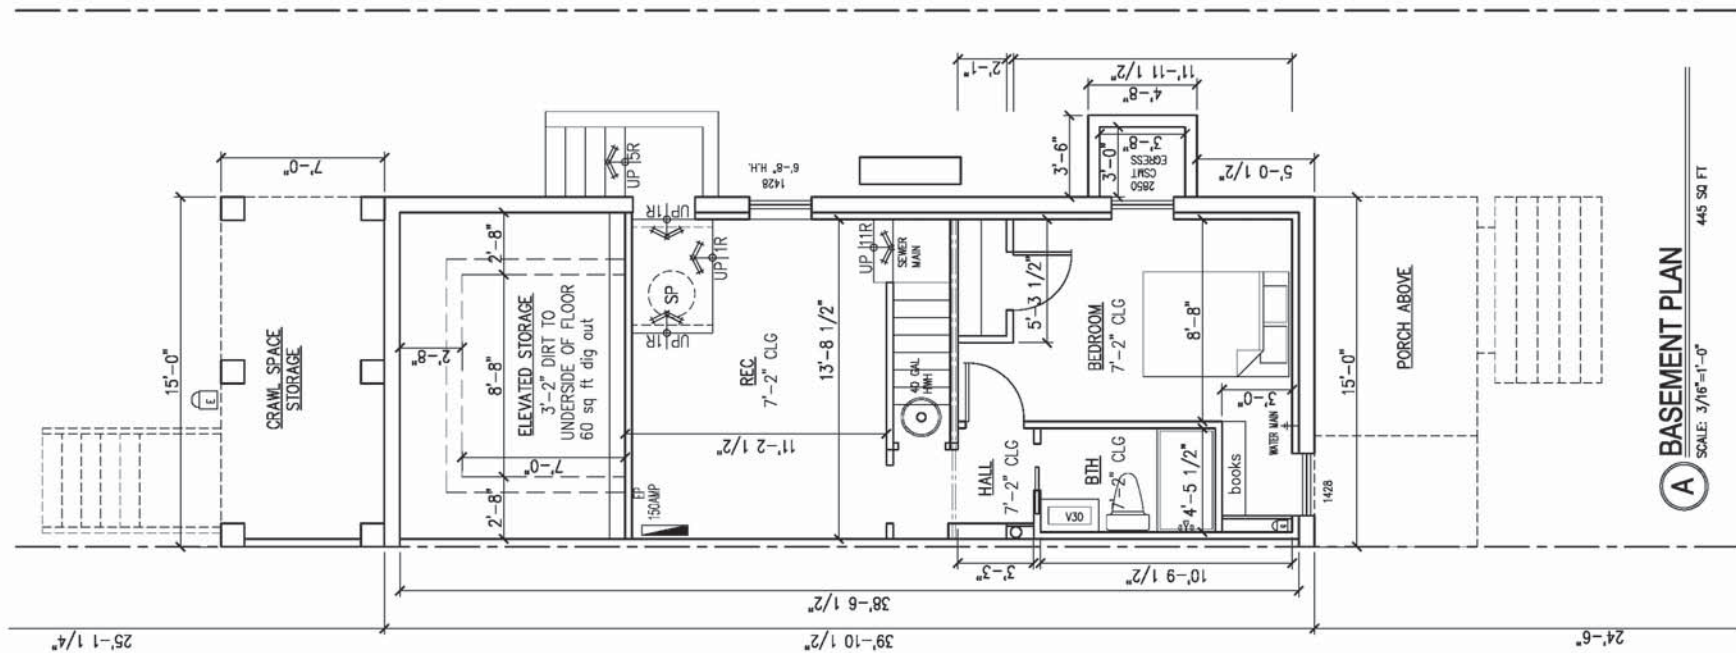 7'-0"
15'-0"
E
CRAWL SPACE
STORAGE
2'-8"
2'-8"
8'-8"
ELEVATED STORAGE
3'-2" DIRT TO
UNDERSIDE OF FLOOR
60 sq ft dig out
7'-0"
2'-8"
UP 5R
UP 1R
UP 1R
SP
UP 1R
EP
150AMP
1428
6'-8" H.H.
REC
7'-2" CLG
13'-8 1/2"
11'-2 1/2"
UP 11R
SEWER
MAIN
40 GAL
HWH
2'-1"
11'-11 1/2"
4'-8"
3'-6"
3'-0"
3'-8"
2850
CSMT
EGRESS
5'-0 1/2"
5'-3 1/2"
BEDROOM
7'-2" CLG
8'-8"
3'-0"
WATER MAIN
HALL
7'-2" CLG
BTH
7'-2" CLG
V30
4'-5 1/2"
books
E
1428
3'-3"
10'-9 1/2"
38'-6 1/2"
25'-1 1/4"
39'-10 1/2"
24'-6"
15'-0"
PORCH ABOVE
A
BASEMENT PLAN
SCALE: 3/16"=1'-0"
445 SQ FT